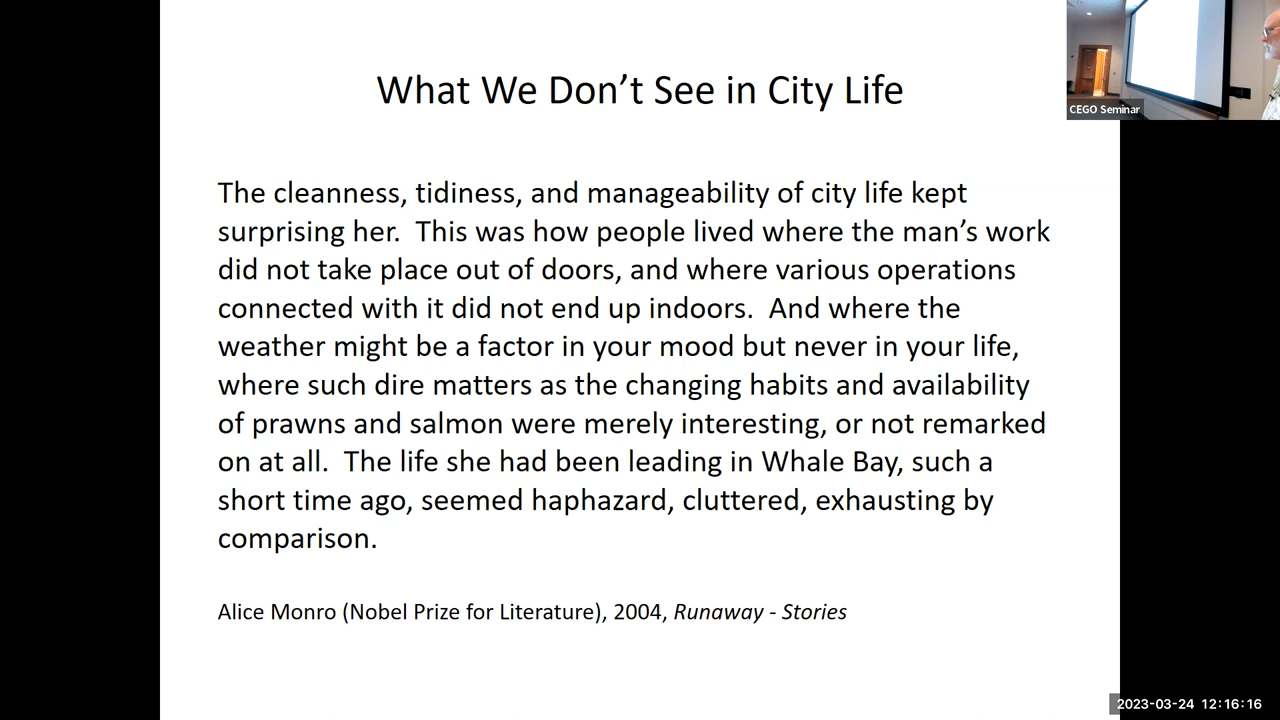 What We Don’t See in City Life
CEGO Seminar
The cleanness, tidiness, and manageability of city life kept
surprising her.  This was how people lived where the man’s work
did not take place out of doors, and where various operations
connected with it did not end up indoors.  And where the
weather might be a factor in your mood but never in your life,
where such dire matters as the changing habits and availability
of prawns and salmon were merely interesting, or not remarked
on at all.  The life she had been leading in Whale Bay, such a
short time ago, seemed haphazard, cluttered, exhausting by
comparison.
Alice Monro (Nobel Prize for Literature), 2004, Runaway - Stories
2023-03-24 12:16:16